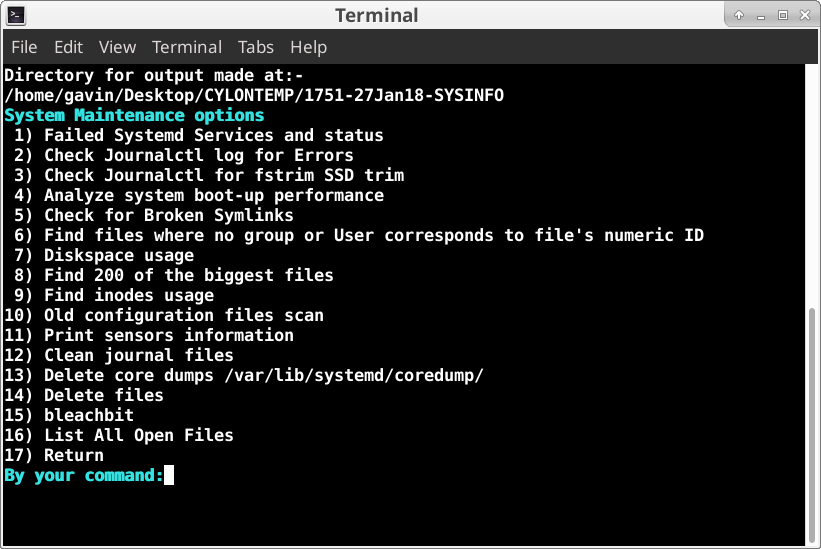 Terminal
File Edit View Terminal Tabs Help
Directory for output made at:-
/home/gavin/Desktop/CYLONTEMP/1751-27Jan18-SYSINFO
System Maintenance options
1) Failed Systemd Services and status
2) Check Journalctl log for Errors
3) Check Journalctl for fstrim SSD trim
4) Analyze system boot-up performance
5) Check for Broken Symlinks
6) Find files where no group or User corresponds to file's numeric ID
7) Diskspace usage
8) Find 200 of the biggest files
9) Find inodes usage
10) Old configuration files scan
11) Print sensors information
12) Clean journal files
13) Delete core dumps /var/lib/systemd/coredump/
14) Delete files
15) bleachbit
16) List All Open Files
17) Return
By your command: